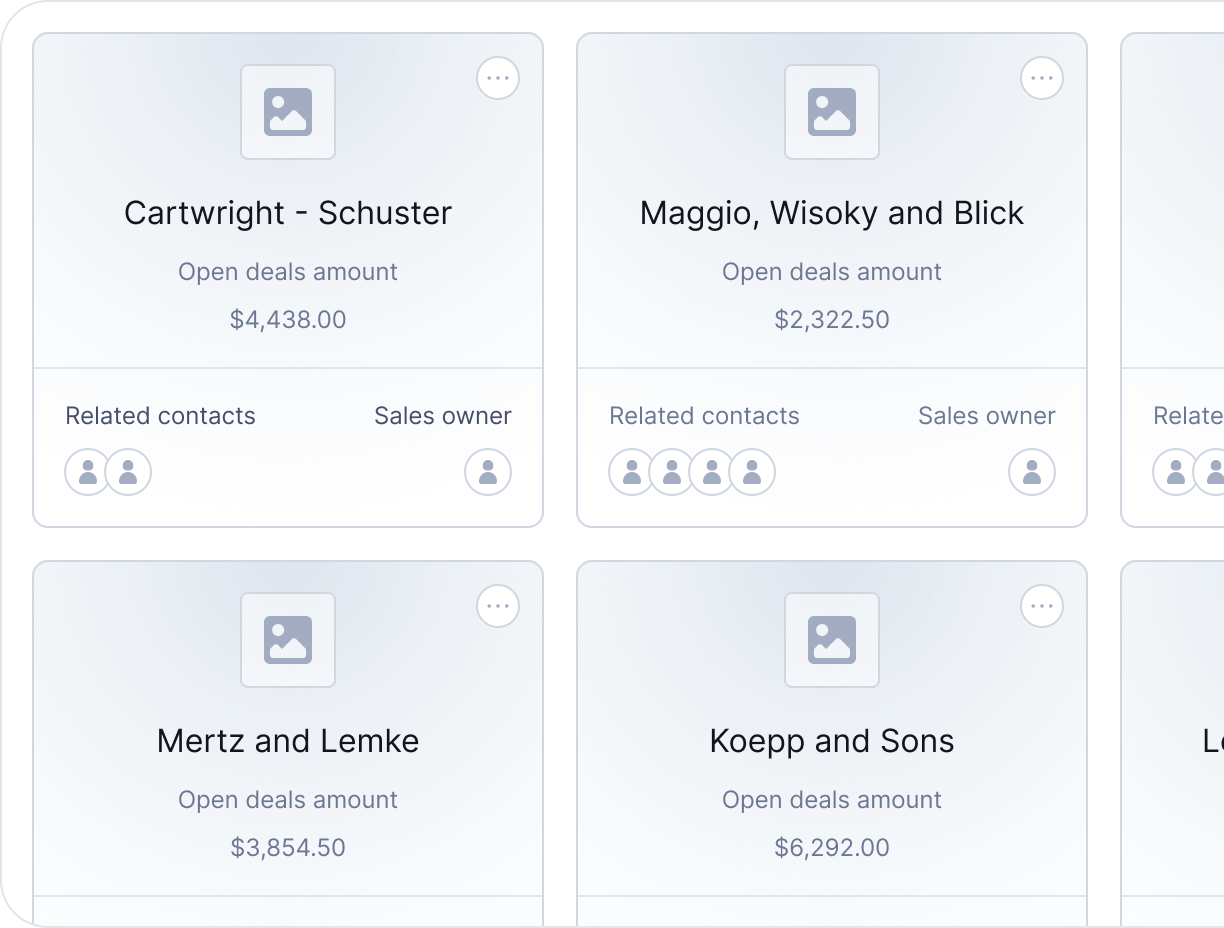 Cartwright - Schuster
Open deals amount
$4,438.00
Related contacts
Sales owner
Maggio, Wisoky and Blick
Open deals amount
$2,322.50
Related contacts
Sales owner
Mertz and Lemke
Open deals amount
$3,854.50
Koepp and Sons
Open deals amount
$6,292.00